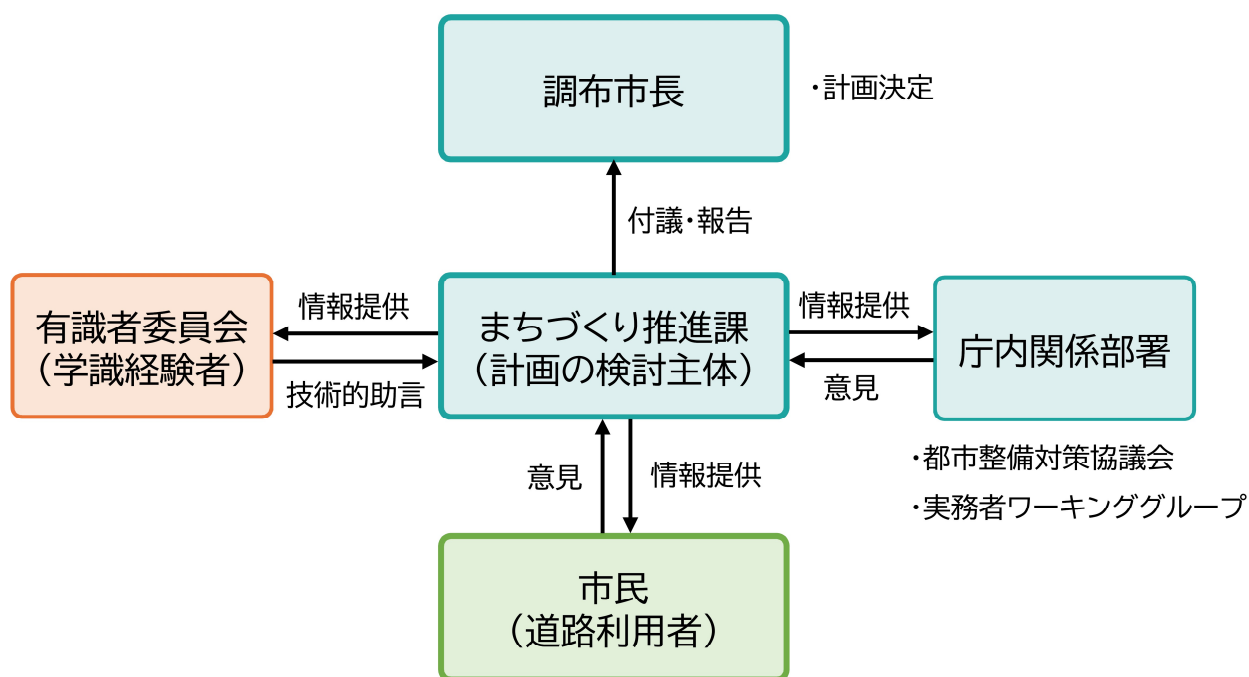 調布市長
・計画決定
付議・報告
有識者委員会
（学識経験者）
情報提供
技術的助言
まちづくり推進課
（計画の検討主体）
情報提供
意見
庁内関係部署
・都市整備対策協議会
・実務者ワーキンググループ
意見
情報提供
市民
（道路利用者）